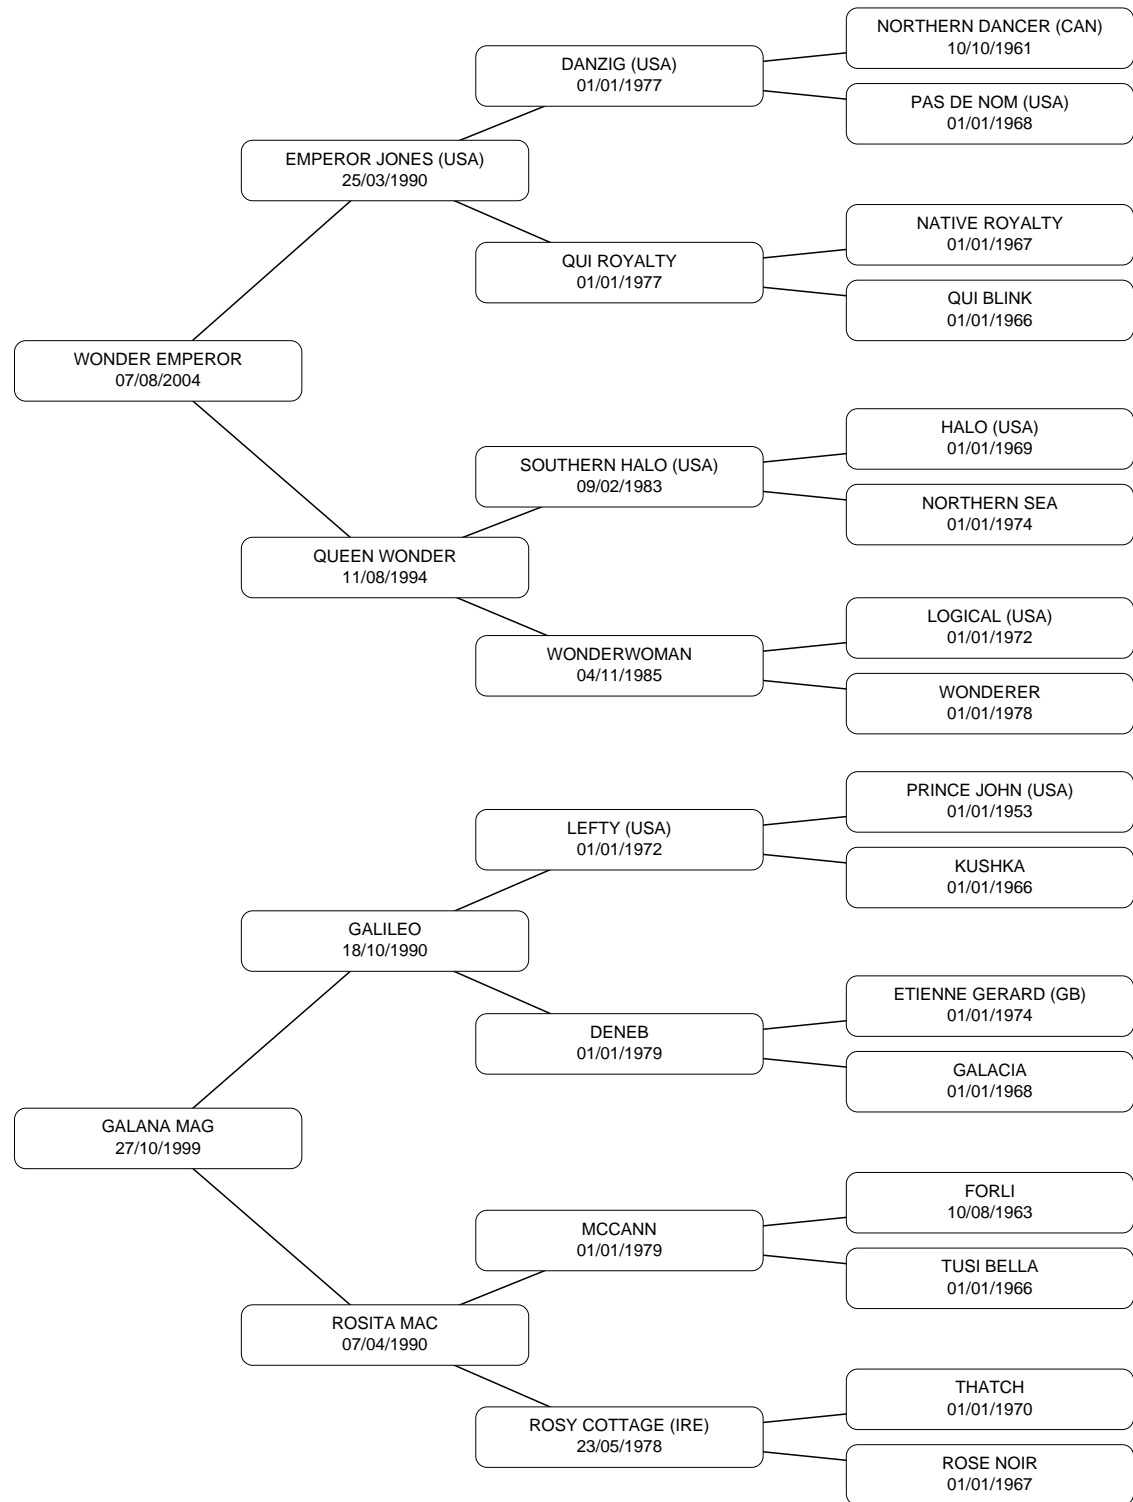 NORTHERN DANCER (CAN)
10/10/1961
DANZIG (USA)
01/01/1977
PAS DE NOM (USA)
01/01/1968
EMPEROR JONES (USA)
25/03/1990
NATIVE ROYALTY
01/01/1967
QUI ROYALTY
01/01/1977
QUI BLINK
01/01/1966
WONDER EMPEROR
07/08/2004
HALO (USA)
01/01/1969
SOUTHERN HALO (USA)
09/02/1983
NORTHERN SEA
01/01/1974
QUEEN WONDER
11/08/1994
LOGICAL (USA)
01/01/1972
WONDERWOMAN
04/11/1985
WONDERER
01/01/1978
PRINCE JOHN (USA)
01/01/1953
LEFTY (USA)
01/01/1972
KUSHKA
01/01/1966
GALILEO
18/10/1990
ETIENNE GERARD (GB)
01/01/1974
DENEB
01/01/1979
GALACIA
01/01/1968
GALANA MAG
27/10/1999
FORLI
10/08/1963
MCCANN
01/01/1979
TUSI BELLA
01/01/1966
ROSITA MAC
07/04/1990
THATCH
01/01/1970
ROSY COTTAGE (IRE)
23/05/1978
ROSE NOIR
01/01/1967